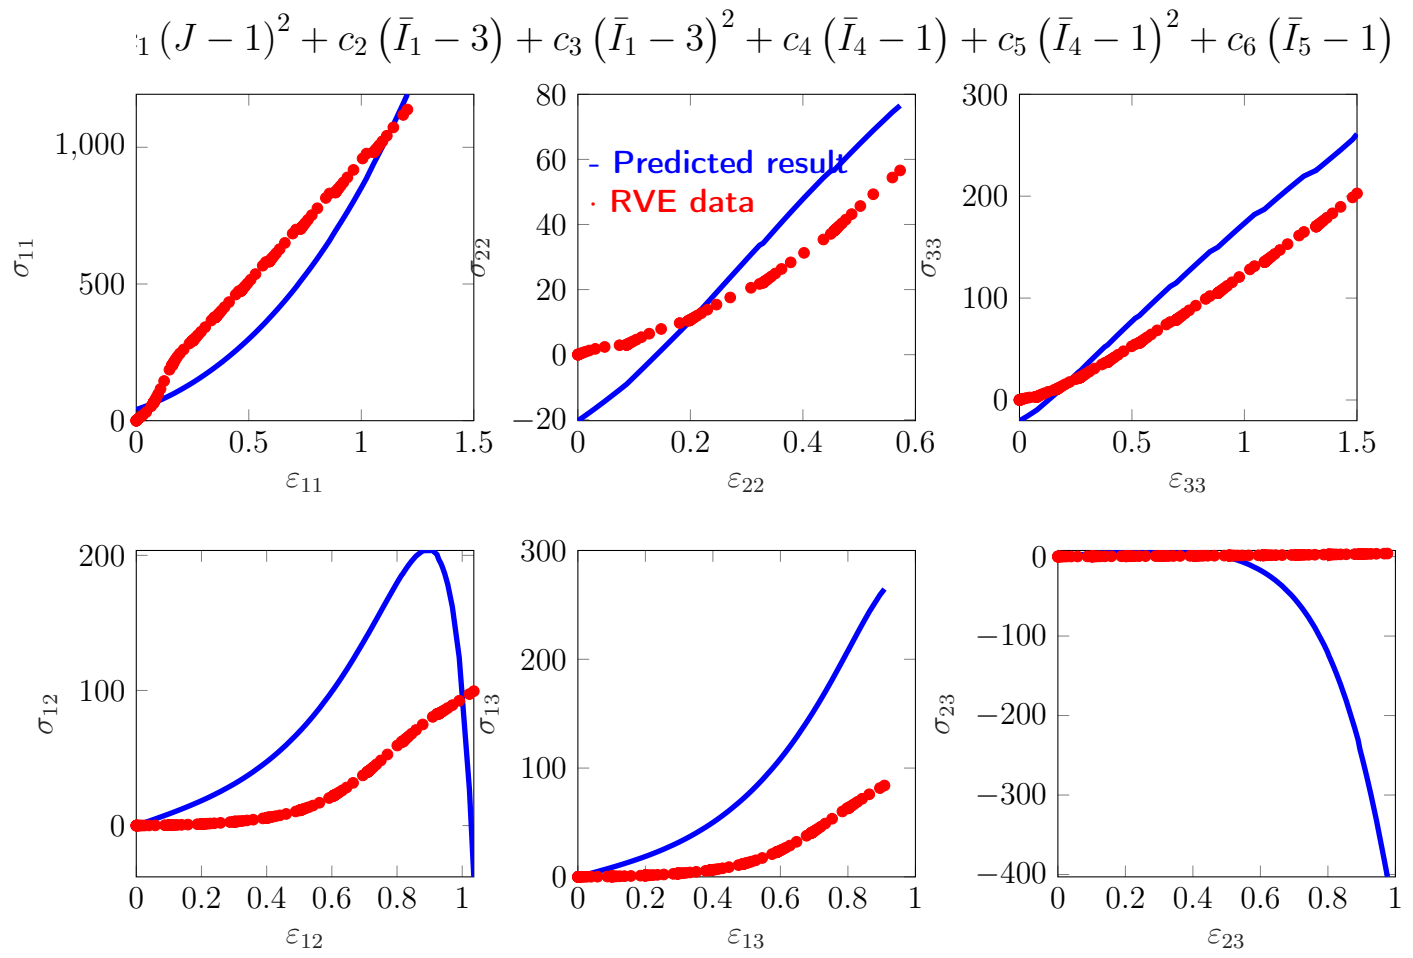 c₁ (J − 1)² + c₂ (Ī₁ − 3) + c₃ (Ī₁ − 3)² + c₄ (Ī₄ − 1) + c₅ (Ī₄ − 1)² + c₆ (Ī₅ − 1)
1,000
500
0
0 0.5 1 1.5
σ₁₁
ε₁₁
80
60
40
20
0
−20
0 0.2 0.4 0.6
σ₂₂
ε₂₂
- Predicted result
· RVE data
300
200
100
0
0 0.5 1 1.5
σ₃₃
ε₃₃
200
100
0
0 0.2 0.4 0.6 0.8 1
σ₁₂
ε₁₂
300
200
100
0
0 0.2 0.4 0.6 0.8 1
σ₁₃
ε₁₃
0
−100
−200
−300
−400
0 0.2 0.4 0.6 0.8 1
σ₂₃
ε₂₃